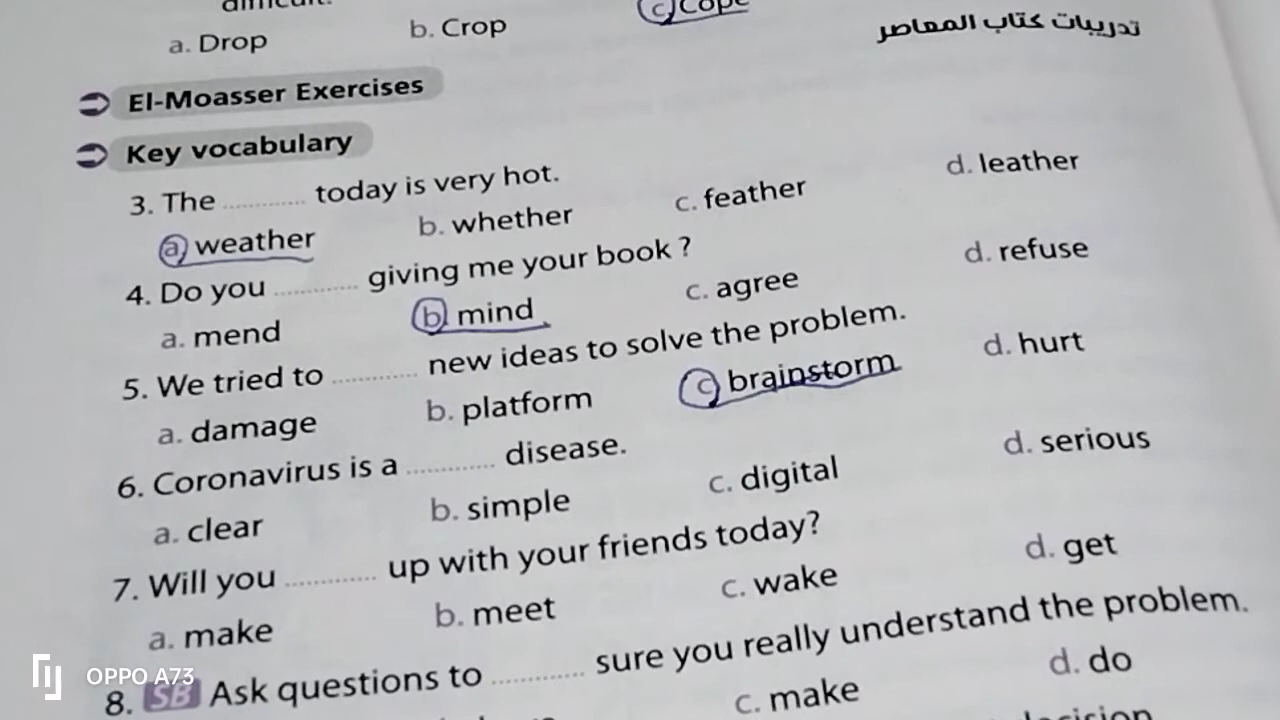 a. Drop b. Crop c. Cope
تدريبات كتاب المعاصر
El-Moasser Exercises
Key vocabulary
3. The ............ today is very hot.
a. weather b. whether c. feather d. leather
4. Do you ............ giving me your book ?
a. mend b. mind c. agree d. refuse
5. We tried to ............ new ideas to solve the problem.
a. damage b. platform c. brainstorm d. hurt
6. Coronavirus is a ............ disease.
a. clear b. simple c. digital d. serious
7. Will you ............ up with your friends today?
a. make b. meet c. wake d. get
8. SB Ask questions to ............ sure you really understand the problem.
c. make d. do
OPPO A73